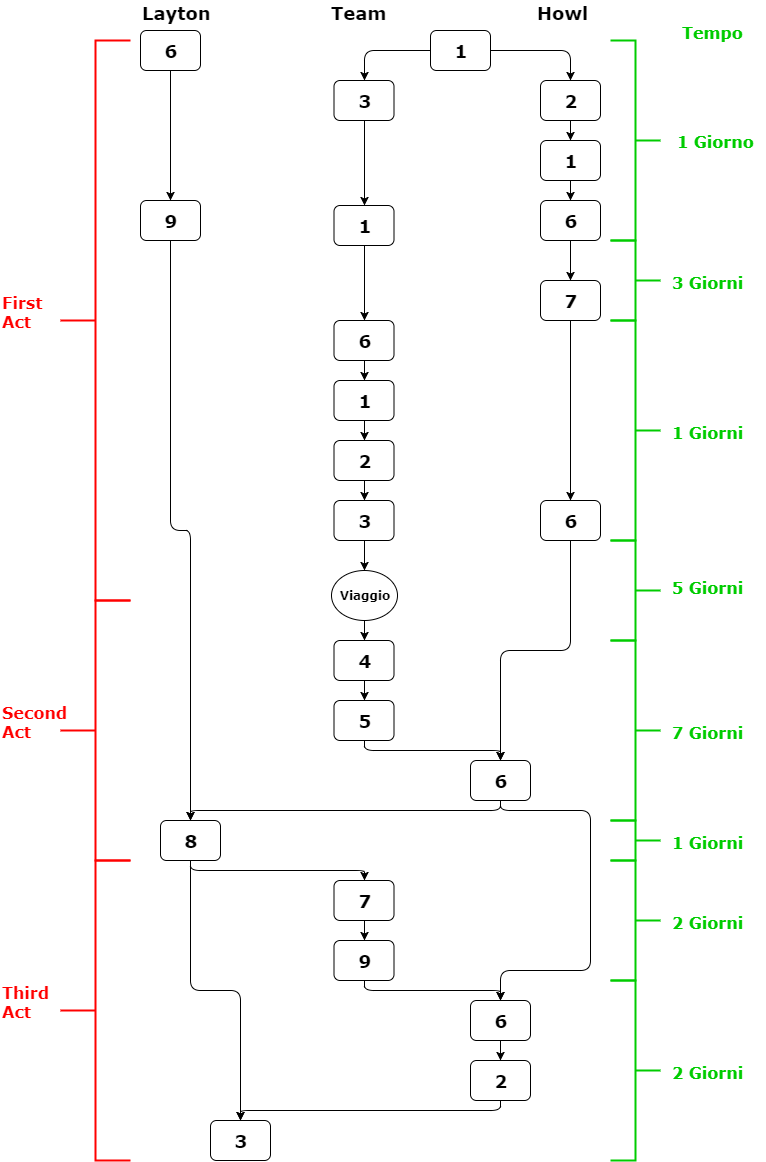 Layton Team Howl
Tempo
6 1
3 2
1 Giorno
1
9 1 6
3 Giorni
7
First
Act
6
1
1 Giorni
2
3 6
5 Giorni
Viaggio
4
Second
Act
5
7 Giorni
6
8 1 Giorni
7
2 Giorni
9
Third
Act
6
2 2 Giorni
3